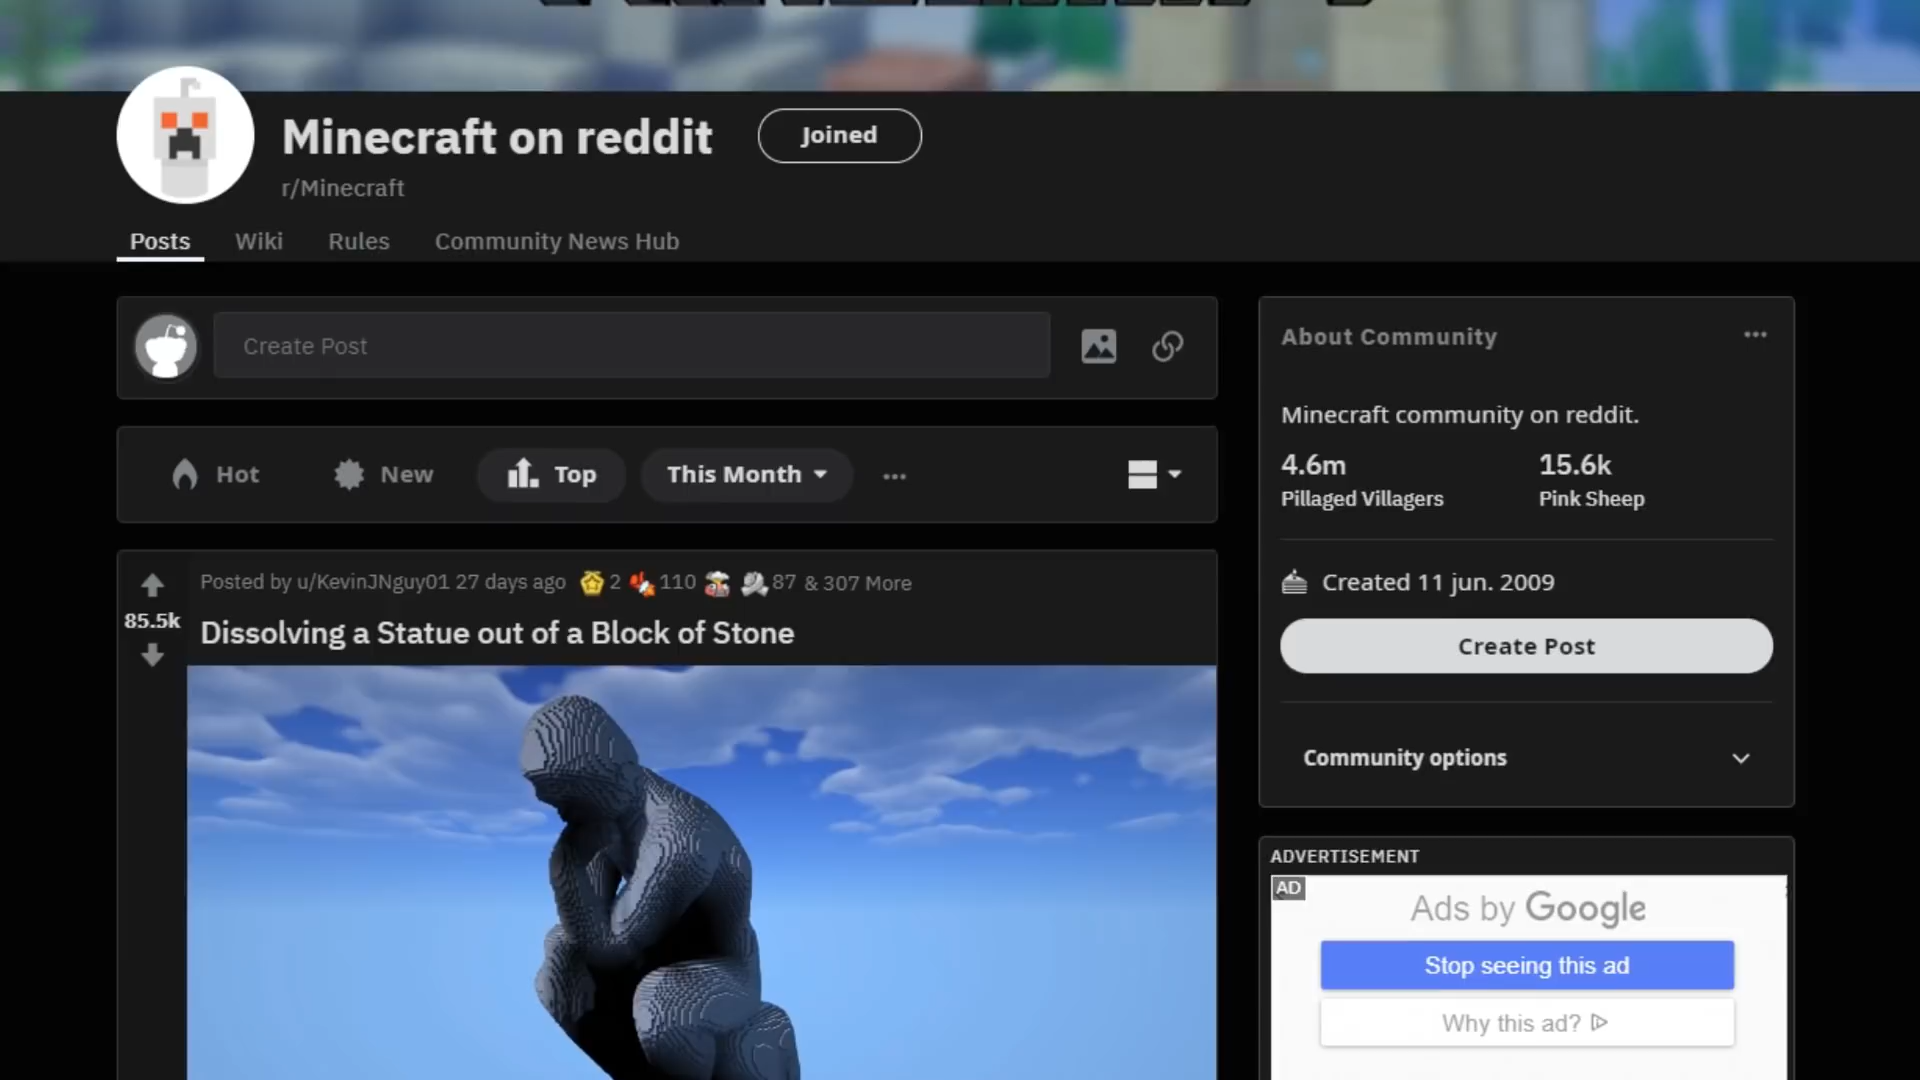 Minecraft on reddit
Joined
r/Minecraft
Posts
Wiki
Rules
Community News Hub
Create Post
Hot
New
Top
This Month
Posted by u/KevinJNguy01 27 days ago 2 110 87 & 307 More
85.5k
Dissolving a Statue out of a Block of Stone
About Community
Minecraft community on reddit.
4.6m
15.6k
Pillaged Villagers
Pink Sheep
Created 11 jun. 2009
Create Post
Community options
ADVERTISEMENT
AD
Ads by Google
Stop seeing this ad
Why this ad?